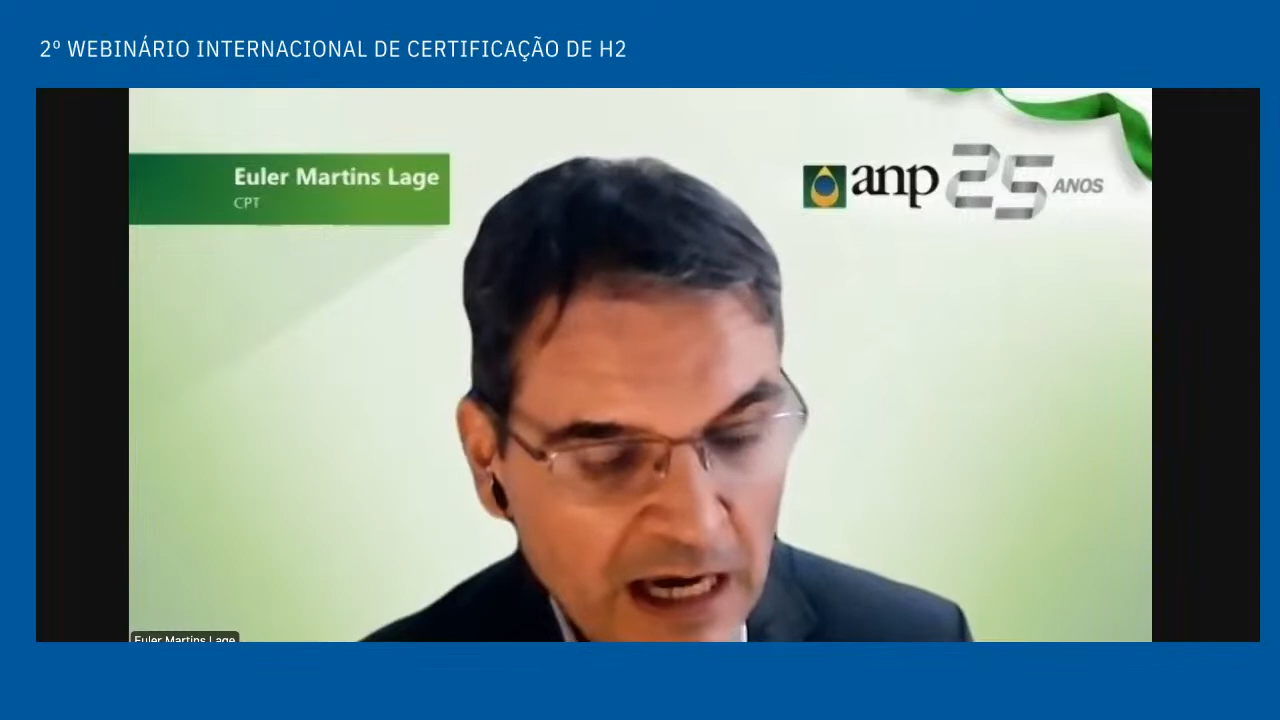 2º WEBINÁRIO INTERNACIONAL DE CERTIFICAÇÃO DE H2
Euler Martins Lage
CPT
anp 25 ANOS
Euler Martins Lage